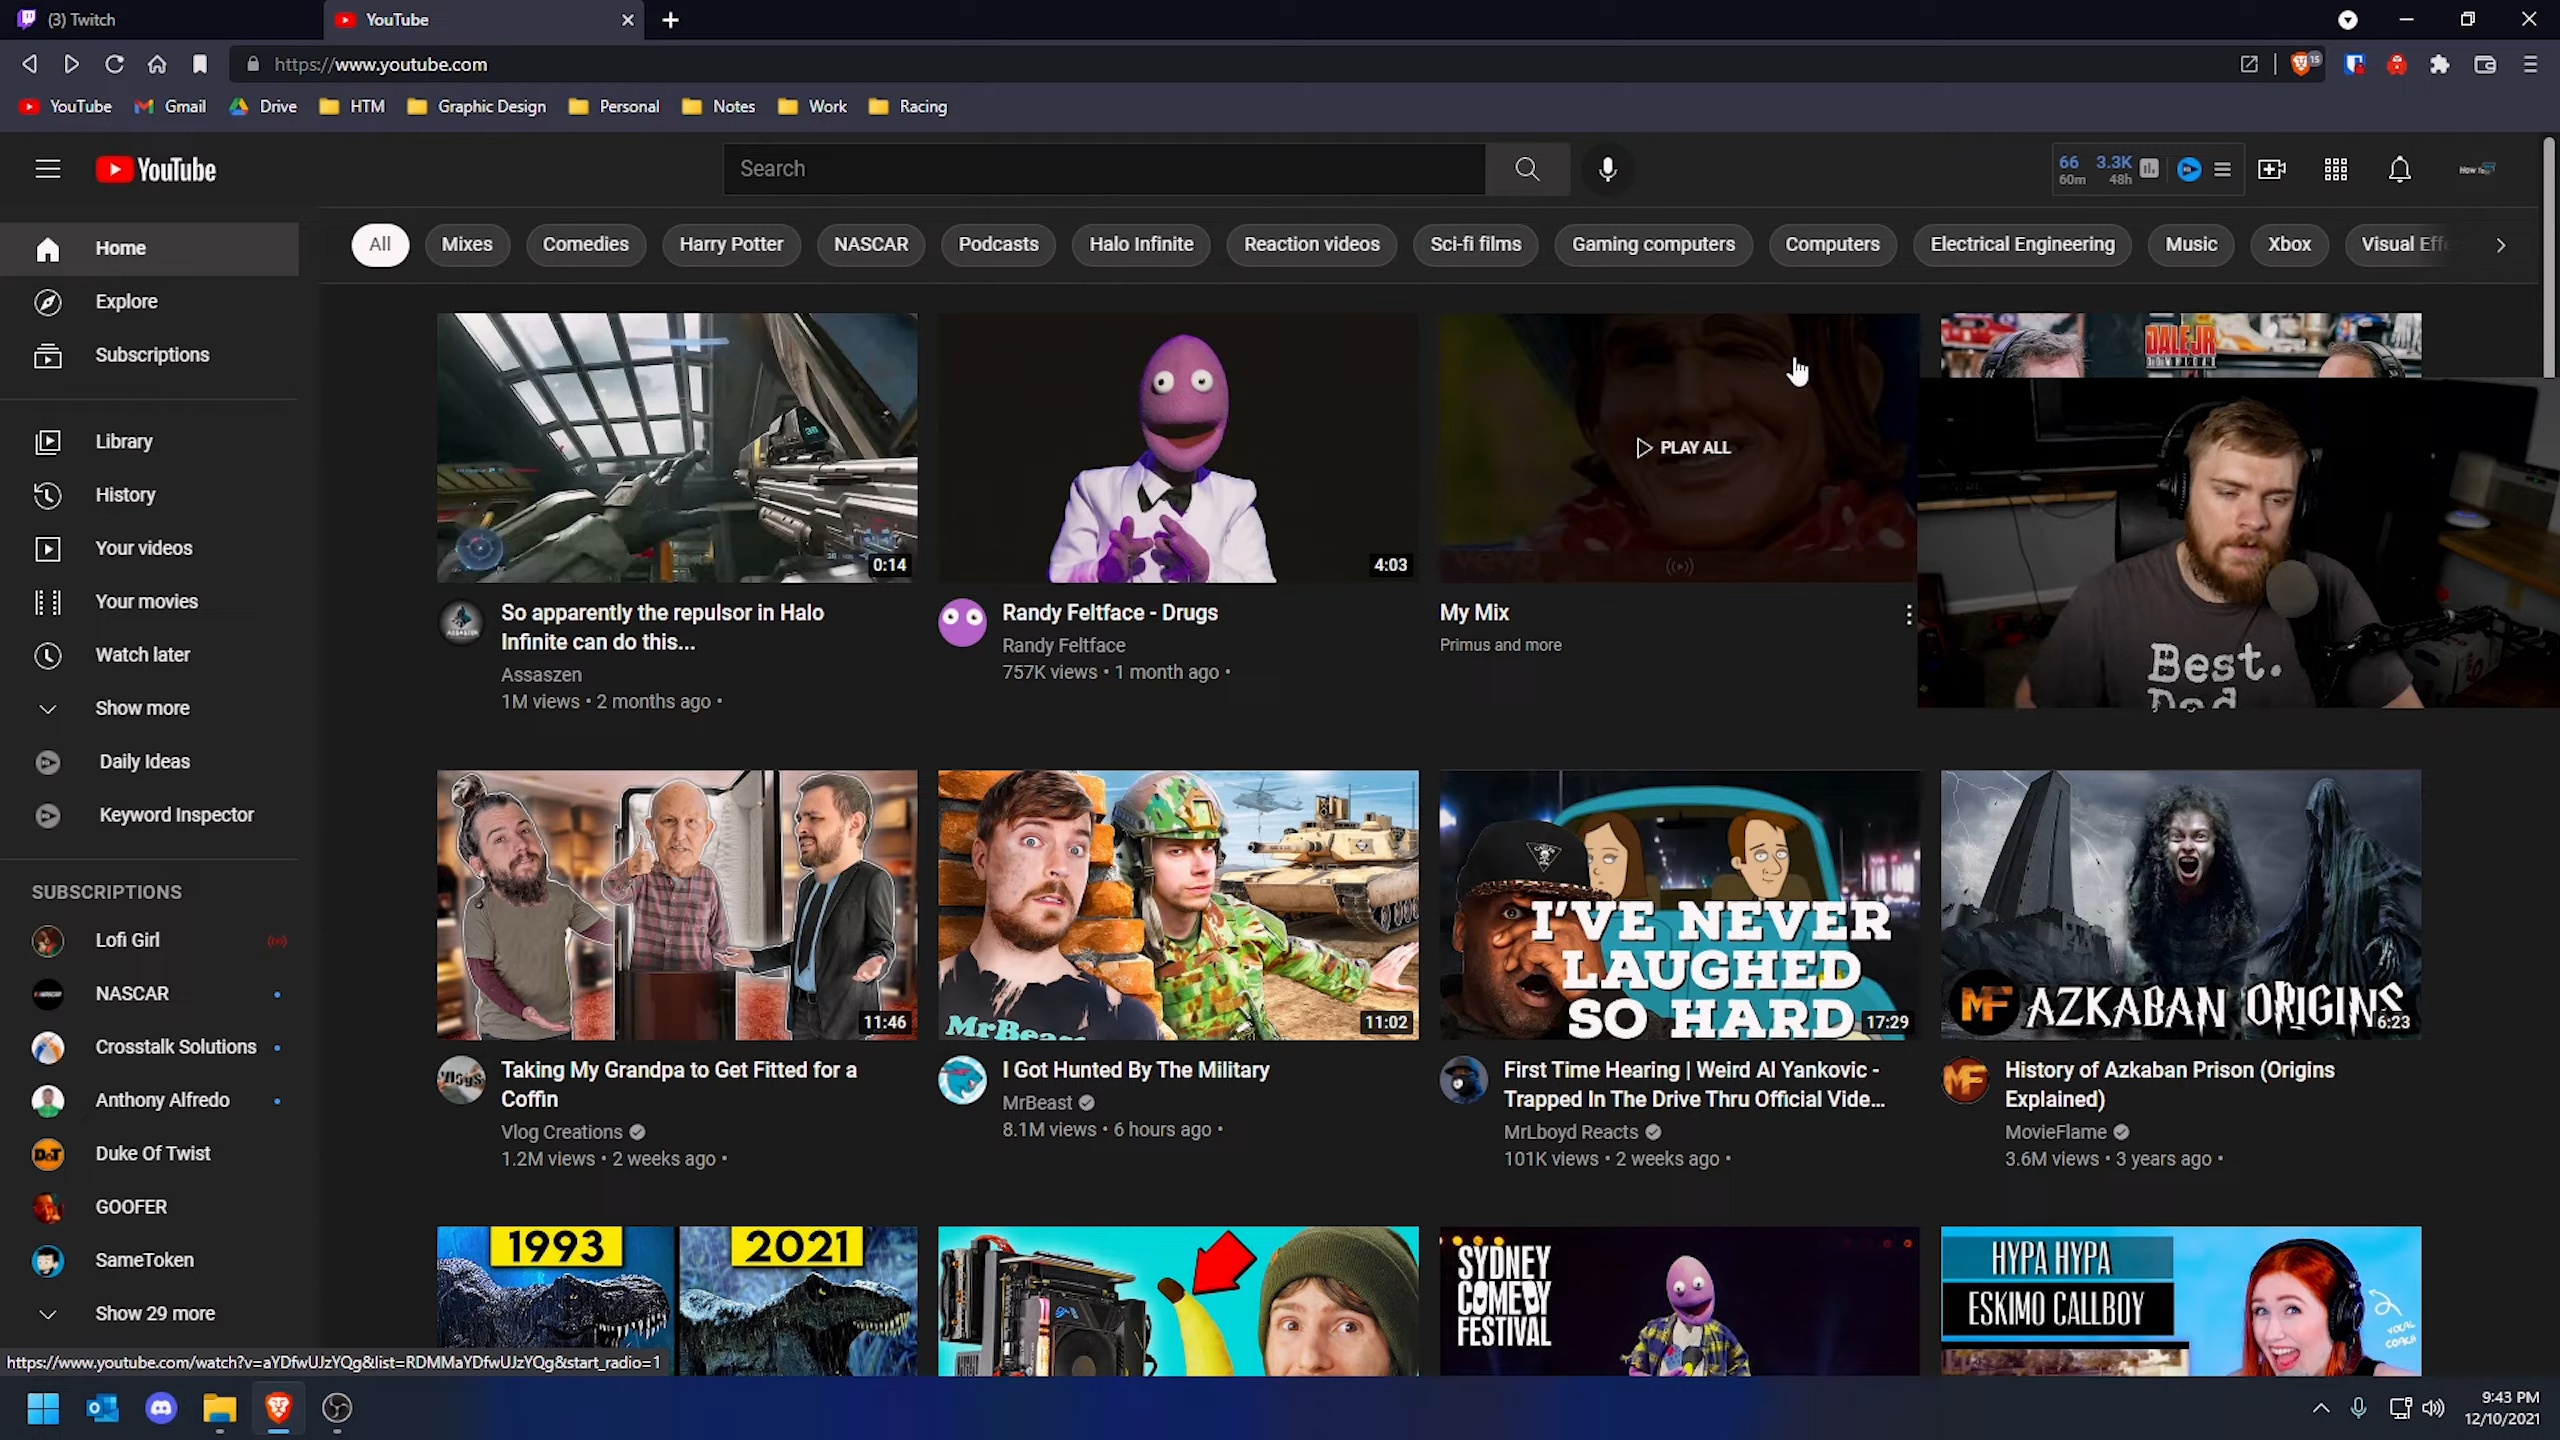 (3) Twitch
YouTube
https://www.youtube.com
15
YouTube
Gmail
Drive
HTM
Graphic Design
Personal
Notes
Work
Racing
YouTube
Search
66
60m
3.3K
48h
Home
Explore
Subscriptions
Library
History
Your videos
Your movies
Watch later
Show more
Daily Ideas
Keyword Inspector
SUBSCRIPTIONS
Lofi Girl
NASCAR
Crosstalk Solutions
Anthony Alfredo
Duke Of Twist
GOOFER
SameToken
Show 29 more
All
Mixes
Comedies
Harry Potter
NASCAR
Podcasts
Halo Infinite
Reaction videos
Sci-fi films
Gaming computers
Computers
Electrical Engineering
Music
Xbox
Visual Eff
38
0:14
So apparently the repulsor in Halo
Infinite can do this...
Assaszen
1M views • 2 months ago •
4:03
Randy Feltface - Drugs
Randy Feltface
757K views • 1 month ago •
PLAY ALL
My Mix
Primus and more
DALE JR
DOWNLOAD
Best.
Dad
11:46
Taking My Grandpa to Get Fitted for a
Coffin
Vlog Creations
1.2M views • 2 weeks ago •
MrBeast
11:02
I Got Hunted By The Military
MrBeast
8.1M views • 6 hours ago •
I'VE NEVER
LAUGHED
SO HARD
17:29
First Time Hearing | Weird Al Yankovic -
Trapped In The Drive Thru Official Vide...
MrLboyd Reacts
101K views • 2 weeks ago •
MF AZKABAN ORIGINS
6:23
History of Azkaban Prison (Origins
Explained)
MovieFlame
3.6M views • 3 years ago •
1993
2021
SYDNEY
COMEDY
FESTIVAL
HYPA HYPA
ESKIMO CALLBOY
VOCAL
COACH
https://www.youtube.com/watch?v=aYDfwUJzYQg&list=RDMMaYDfwUJzYQg&start_radio=1
9:43 PM
12/10/2021